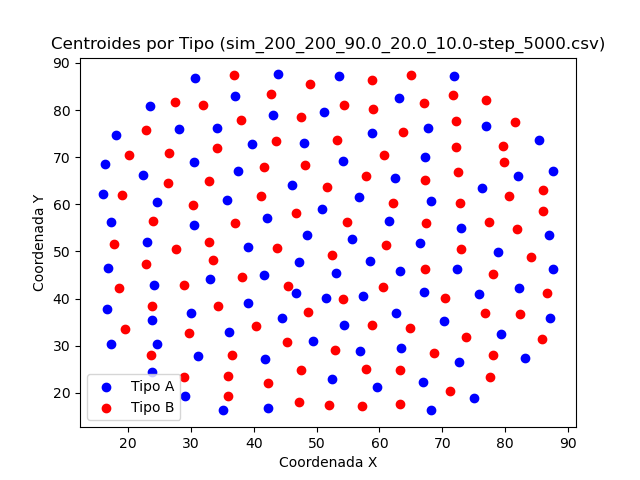 Centroides por Tipo (sim_200_200_90.0_20.0_10.0-step_5000.csv)
90
80
70
60
50
40
30
20
Coordenada Y
Tipo A
Tipo B
20 30 40 50 60 70 80 90
Coordenada X